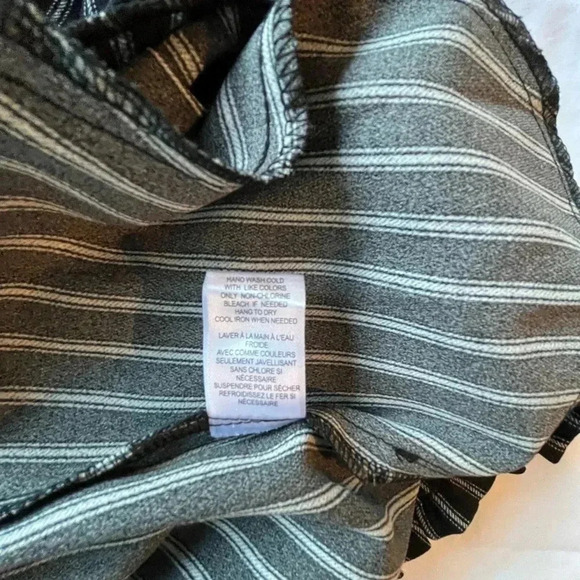 HAND WASH COLD
WITH LIKE COLORS
ONLY NON-CHLORINE
BLEACH IF NEEDED
HANG TO DRY
COOL IRON WHEN NEEDED
LAVER À LA MAIN À L'EAU
FROIDE
AVEC COMME COULEURS
SEULEMENT JAVELLISANT
SANS CHLORE SI
NÉCESSAIRE
SUSPENDRE POUR SÉCHER
REFROIDISSEZ LE FER SI
NÉCESSAIRE